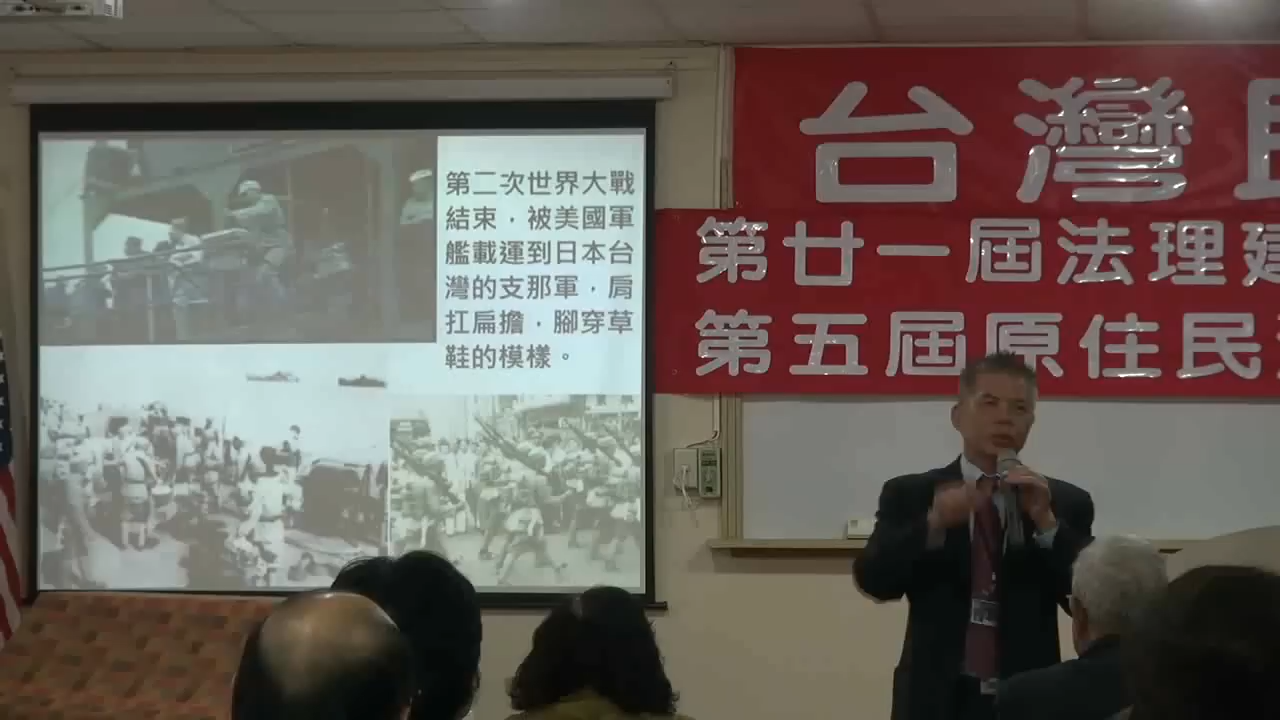 第二次世界大戰
結束，被美國軍
艦載運到日本台
灣的支那軍，肩
扛扁擔，腳穿草
鞋的模樣。
台灣
第廿一屆法理建
第五屆原住民